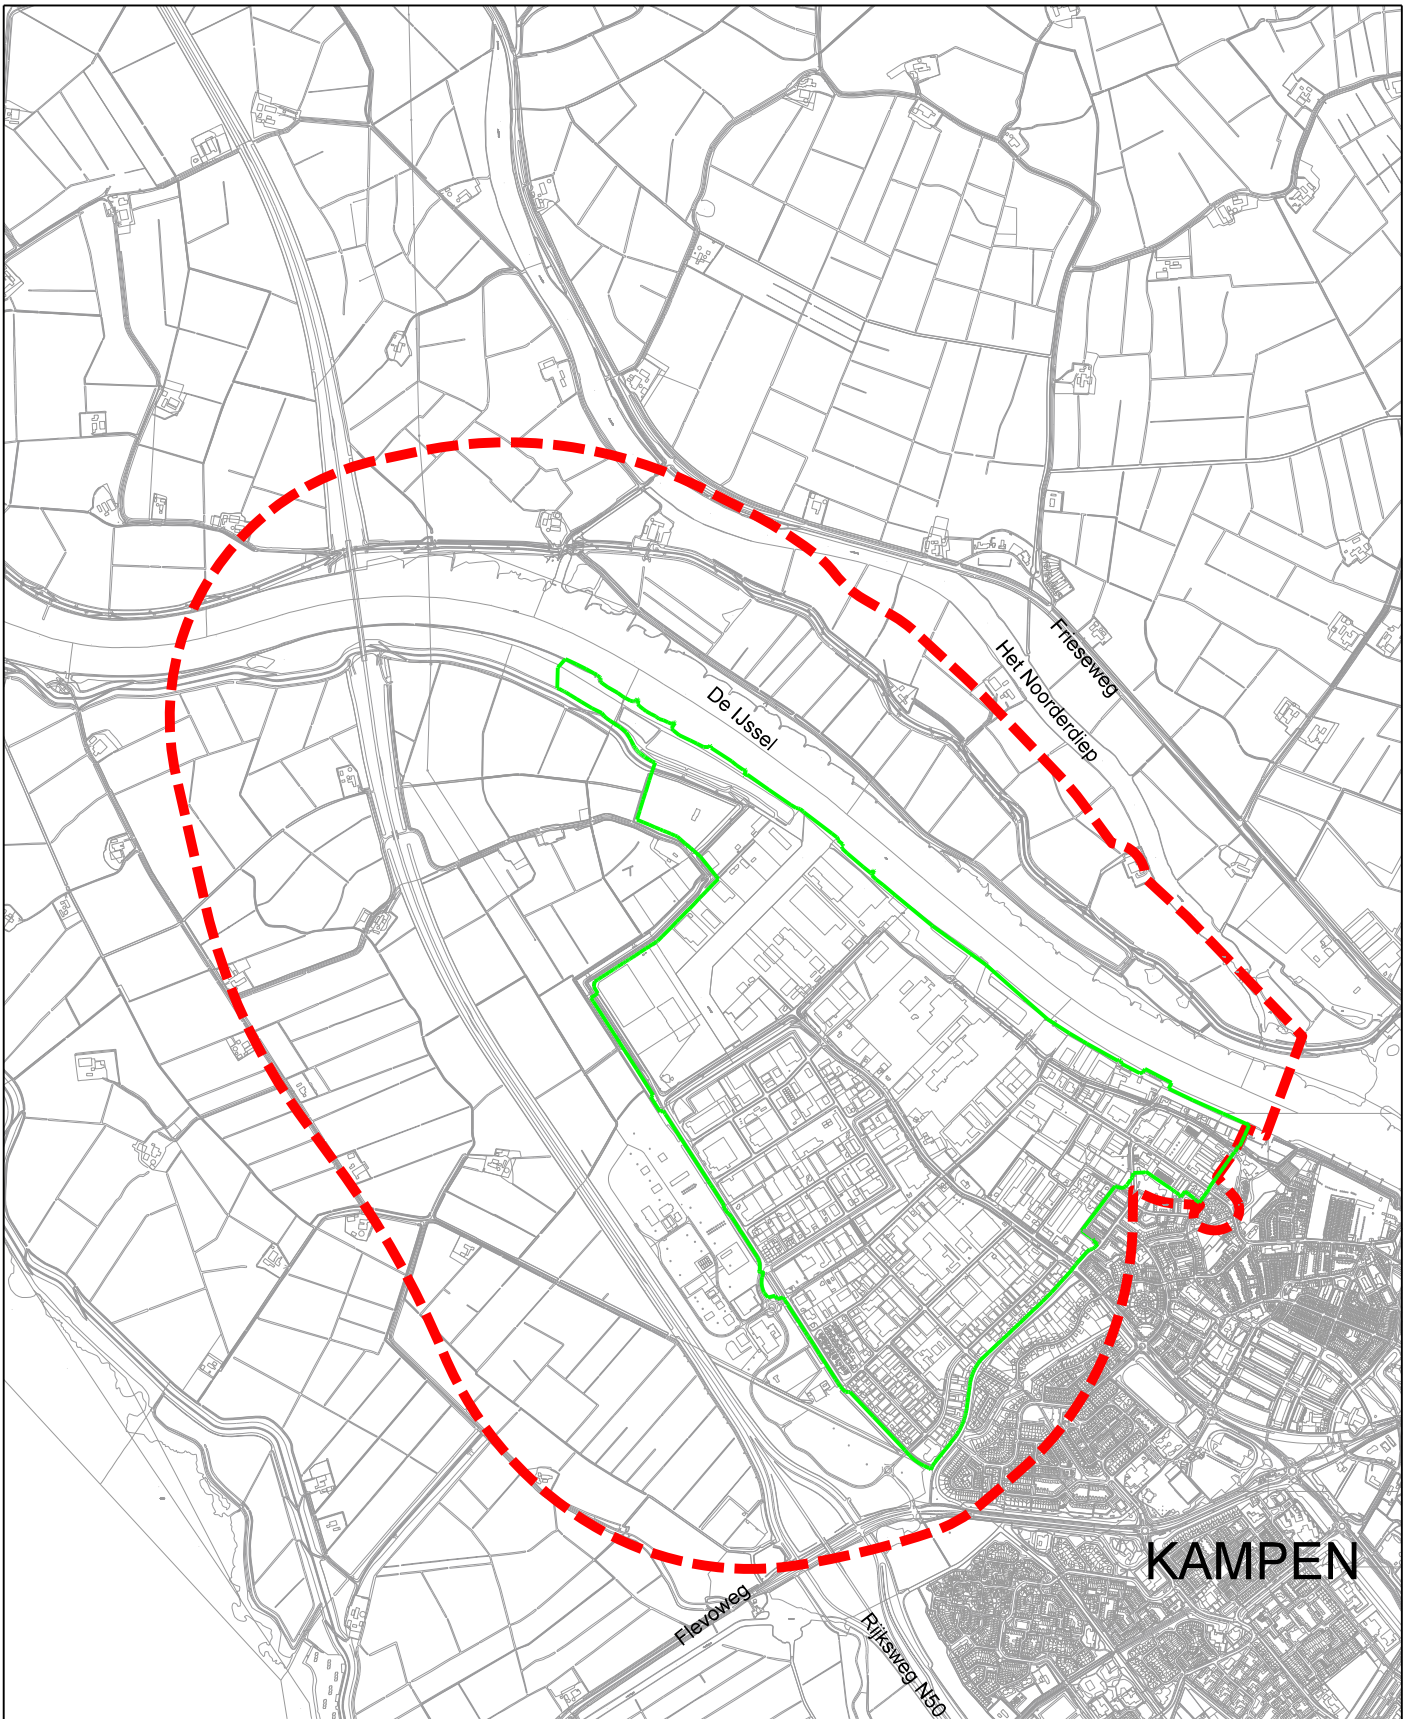 Frieseweg
Het Noorderdiep
De IJssel
KAMPEN
Flevoweg
Rijksweg N50